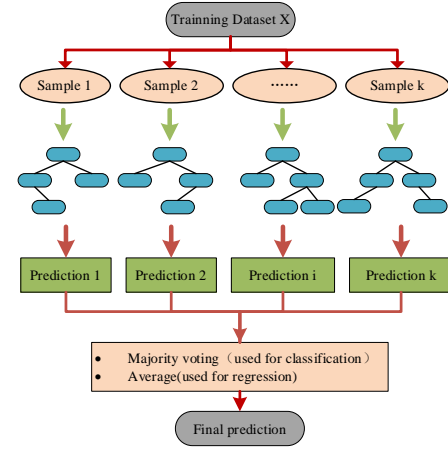 Trainning Dataset X
Sample 1
Sample 2
......
Sample k
Prediction 1
Prediction 2
Prediction i
Prediction k
• Majority voting（used for classification）
• Average(used for regression)
Final prediction